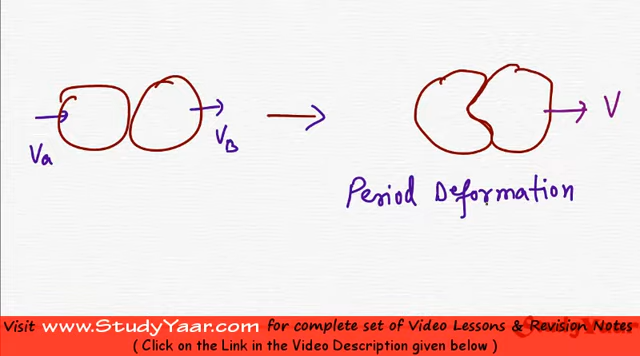 Va
VB
V
Period Deformation
Visit www.StudyYaar.com for complete set of Video Lessons & Revision Notes
StudyYaar
( Click on the Link in the Video Description given below )